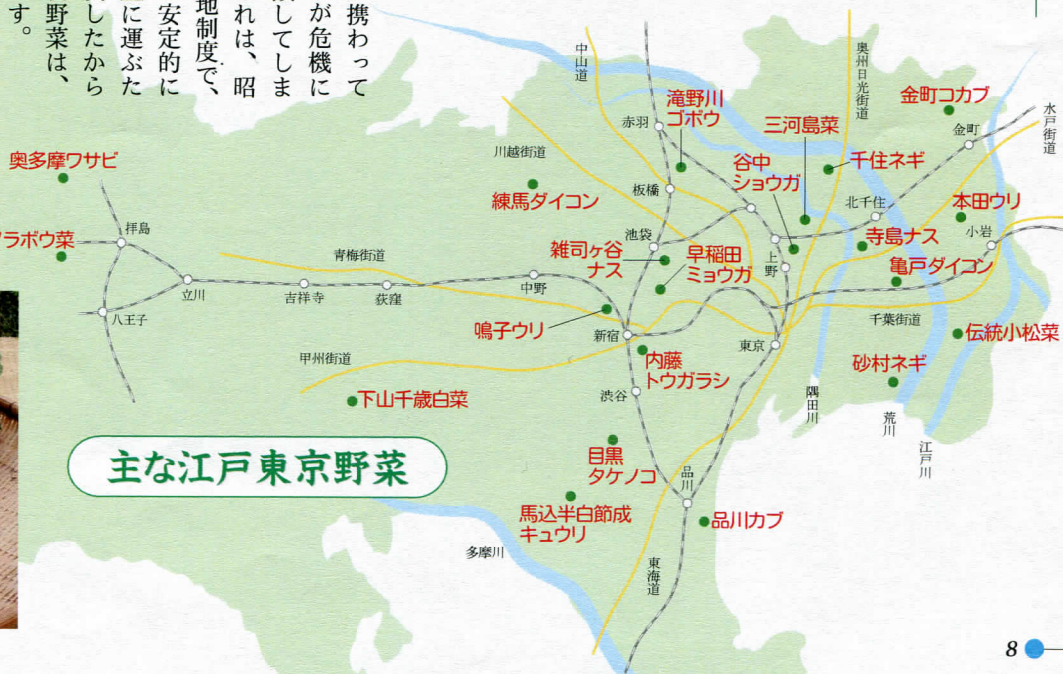 携わって
が危機に
してしま
れは、昭
地制度で、
安定的に
に運ぶた
したから
野菜は、
す。
奥州日光街道
中山道
水戸街道
金町コカブ
滝野川
ゴボウ
三河島菜
赤羽
金町
川越街道
奥多摩ワサビ
谷中
ショウガ
千住ネギ
練馬ダイコン
板橋
北千住
本田ウリ
ラボウ菜
拝島
池袋
小岩
寺島ナス
雑司ヶ谷
ナス
早稲田
ミョウガ
上野
亀戸ダイコン
青梅街道
立川
吉祥寺
荻窪
中野
八王子
鳴子ウリ
新宿
東京
千葉街道
伝統小松菜
甲州街道
内藤
トウガラシ
砂村ネギ
下山千歳白菜
渋谷
隅田川
荒川
江戸川
主な江戸東京野菜
目黒
タケノコ
品川
馬込半白節成
キュウリ
品川カブ
多摩川
東海道
8